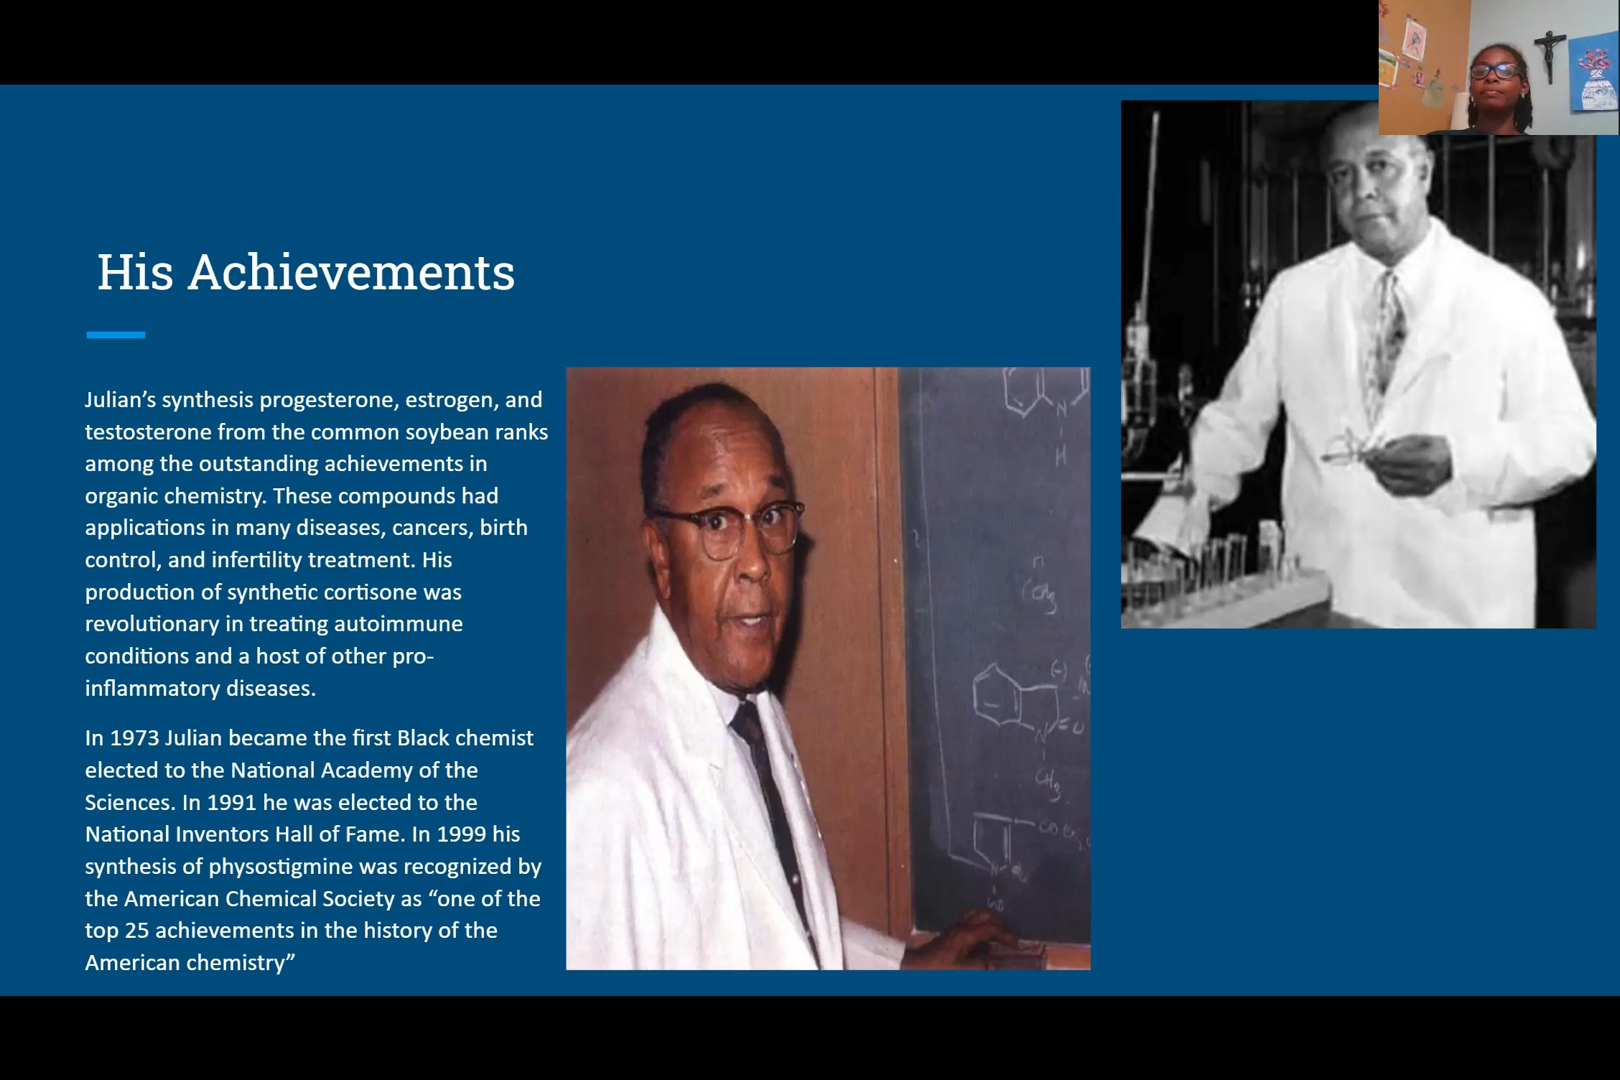 His Achievements
Julian’s synthesis progesterone, estrogen, and
testosterone from the common soybean ranks
among the outstanding achievements in
organic chemistry. These compounds had
applications in many diseases, cancers, birth
control, and infertility treatment. His
production of synthetic cortisone was
revolutionary in treating autoimmune
conditions and a host of other pro-
inflammatory diseases.
In 1973 Julian became the first Black chemist
elected to the National Academy of the
Sciences. In 1991 he was elected to the
National Inventors Hall of Fame. In 1999 his
synthesis of physostigmine was recognized by
the American Chemical Society as “one of the
top 25 achievements in the history of the
American chemistry”
N
H
(-)
N
CH3
N